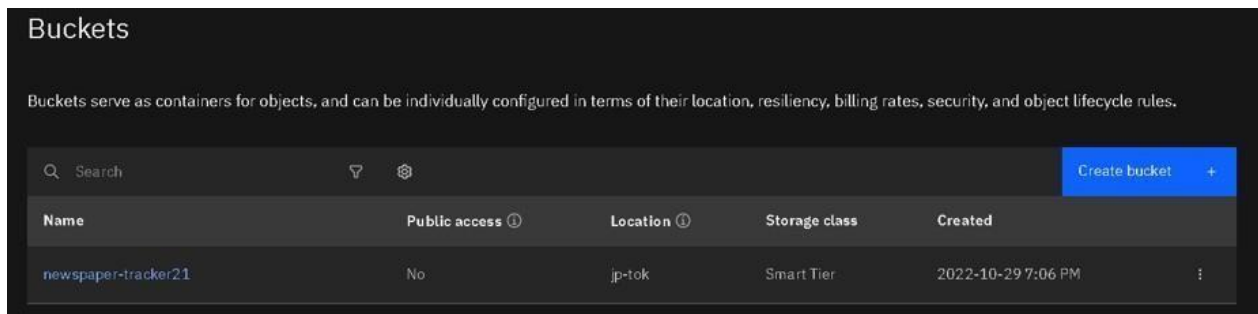 Buckets
Buckets serve as containers for objects, and can be individually configured in terms of their location, resiliency, billing rates, security, and object lifecycle rules.
Search
Create bucket +
Name Public access Location Storage class Created
newspaper-tracker21 No jp-tok Smart Tier 2022-10-29 7:06 PM